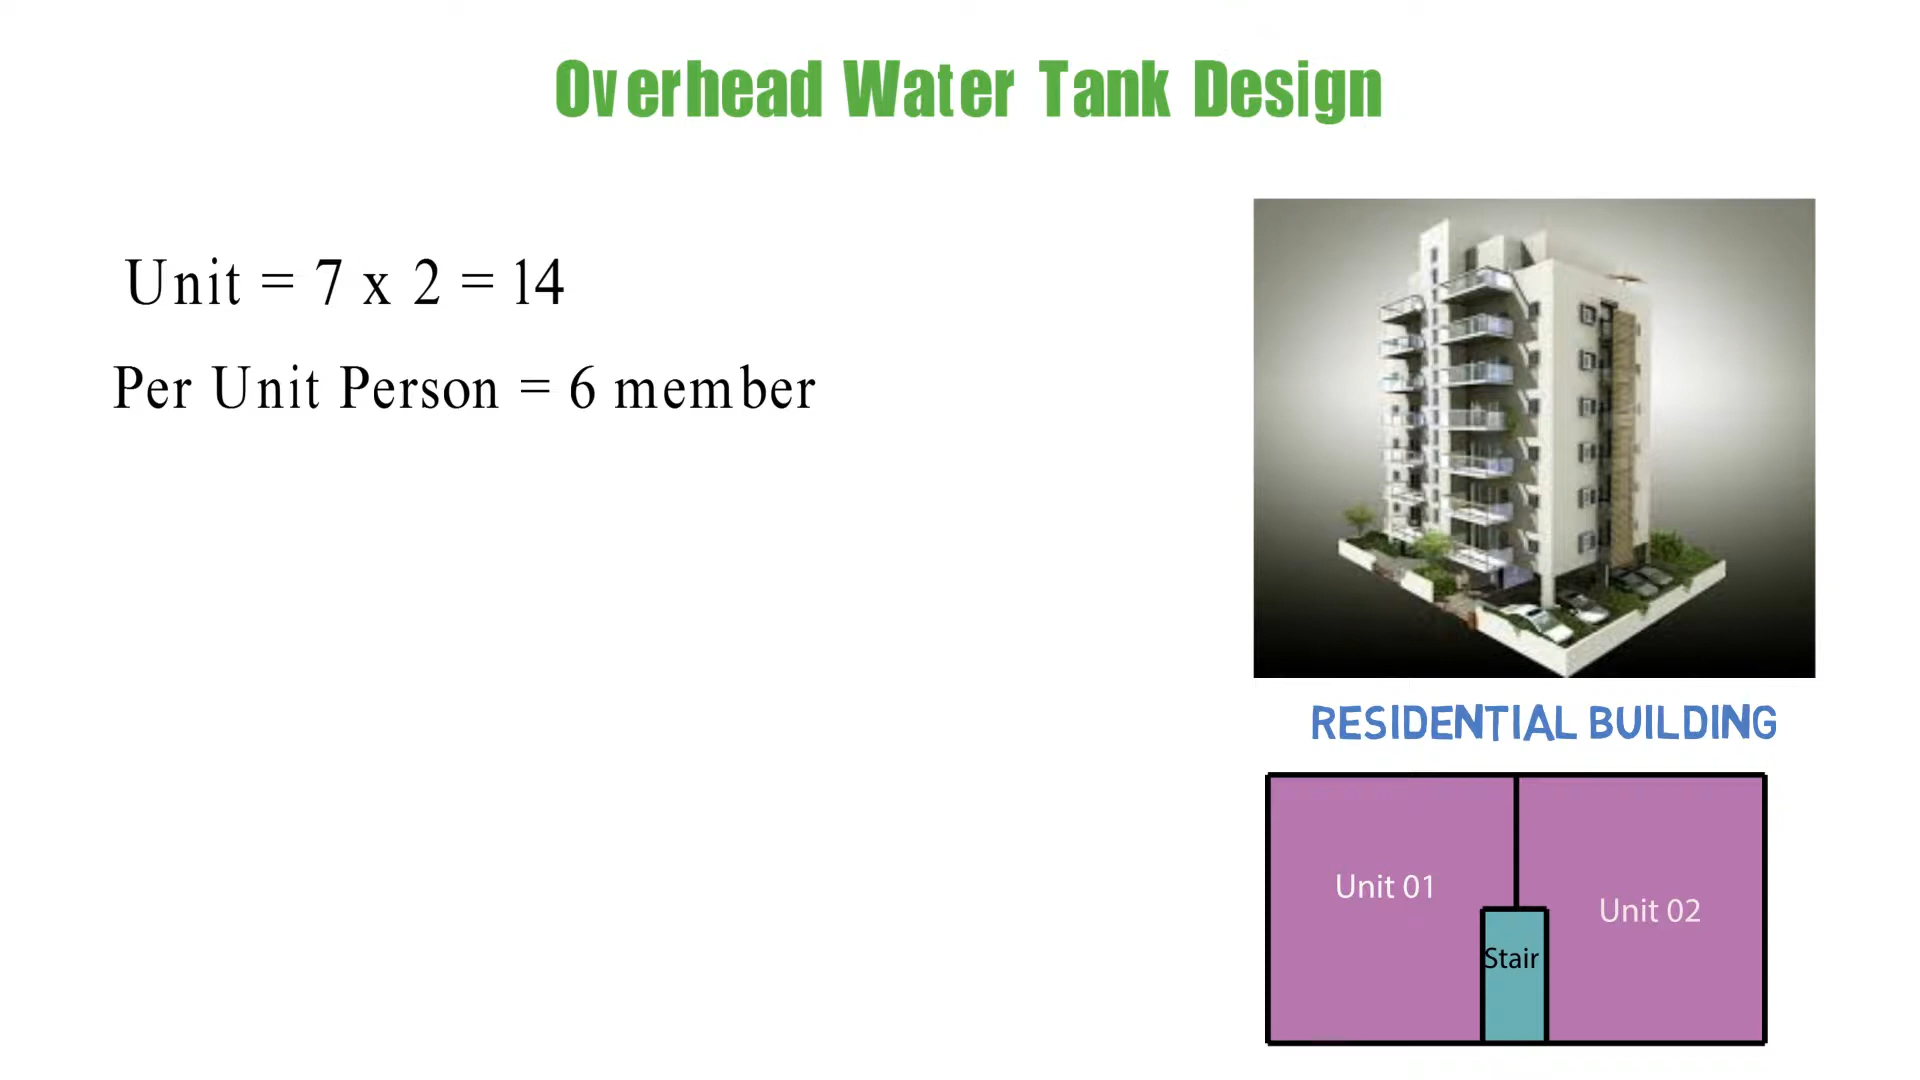 Overhead Water Tank Design
Unit = 7 x 2 = 14
Per Unit Person = 6 member
RESIDENTIAL BUILDING
Unit 01
Unit 02
Stair